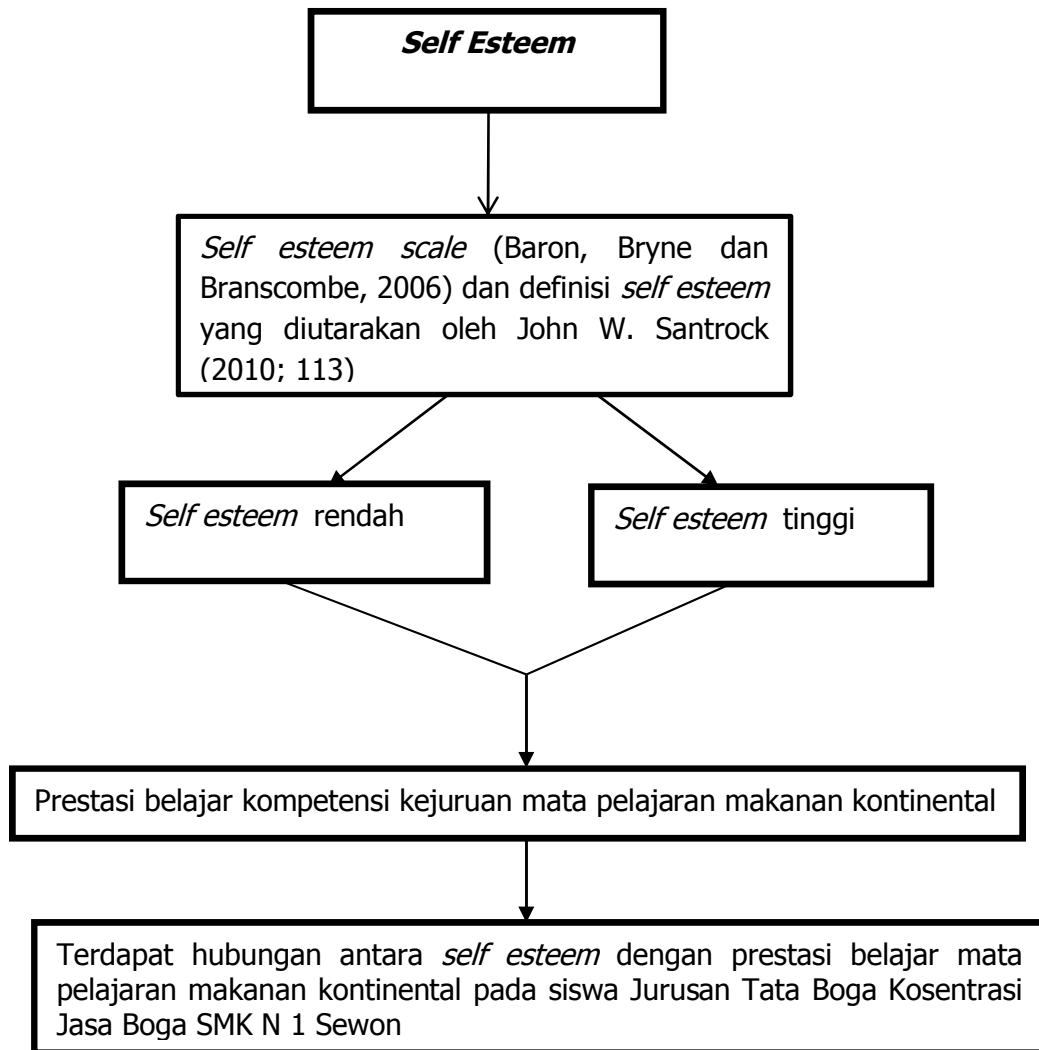 Self Esteem
Self esteem scale (Baron, Bryne dan
Branscombe, 2006) dan definisi self esteem
yang diutarakan oleh John W. Santrock
(2010; 113)
Self esteem rendah
Self esteem tinggi
Prestasi belajar kompetensi kejuruan mata pelajaran makanan kontinental
Terdapat hubungan antara self esteem dengan prestasi belajar mata
pelajaran makanan kontinental pada siswa Jurusan Tata Boga Kosentrasi
Jasa Boga SMK N 1 Sewon